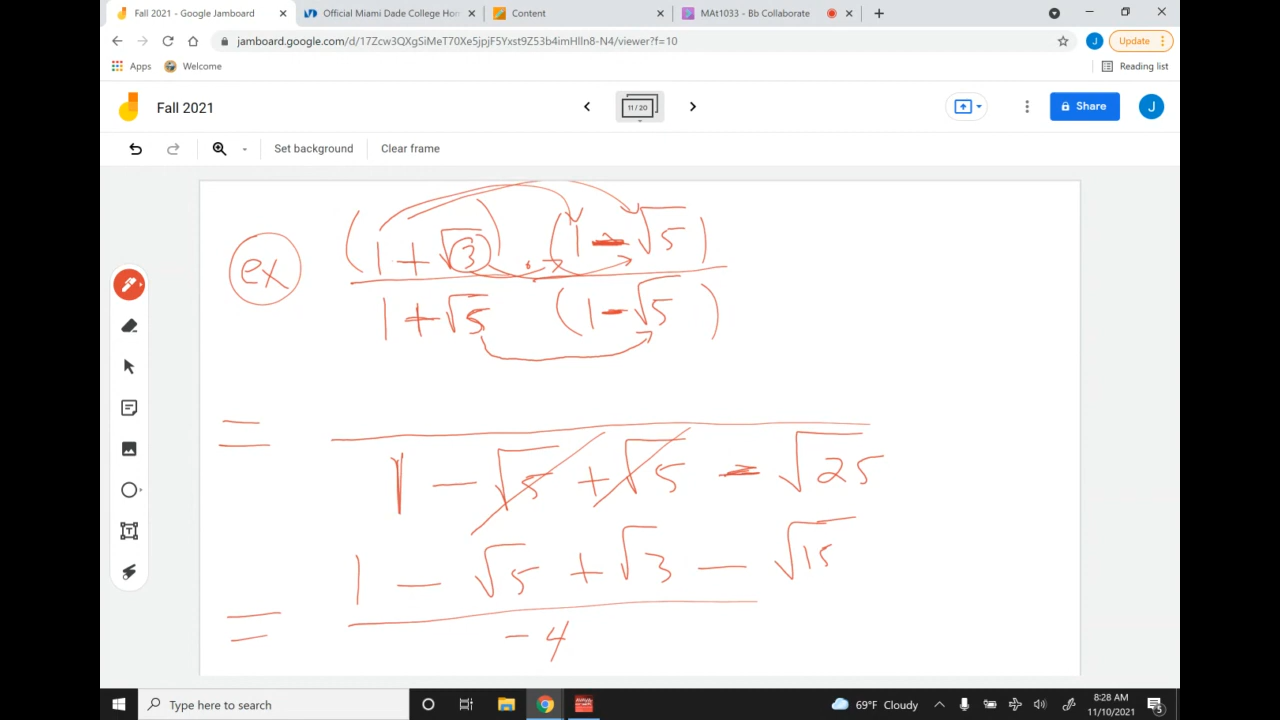 Fall 2021 - Google Jamboard
Official Miami Dade College Hom
Content
MAt1033 - Bb Collaborate
jamboard.google.com/d/17Zcw3QXgSiMeT70Xe5jpjF5Yxst9Z53b4imHlln8-N4/viewer?f=10
J
Update
Apps
Welcome
Reading list
Fall 2021
11 / 20
Share
J
Set background
Clear frame
ex
(1 + √3) · (1 - √5)
1 + √5 (1 - √5)
=
1 - √5 + √5 - √25
1 - √5 + √3 - √15
=
-4
Type here to search
69°F Cloudy
8:28 AM
11/10/2021
5